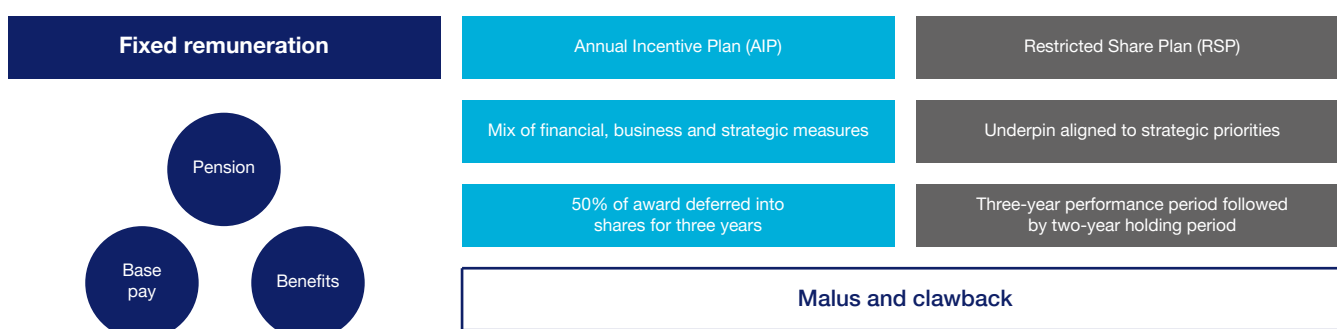 Fixed remuneration
Pension
Base
pay
Benefits
Annual Incentive Plan (AIP)
Mix of financial, business and strategic measures
50% of award deferred into
shares for three years
Restricted Share Plan (RSP)
Underpin aligned to strategic priorities
Three-year performance period followed
by two-year holding period
Malus and clawback